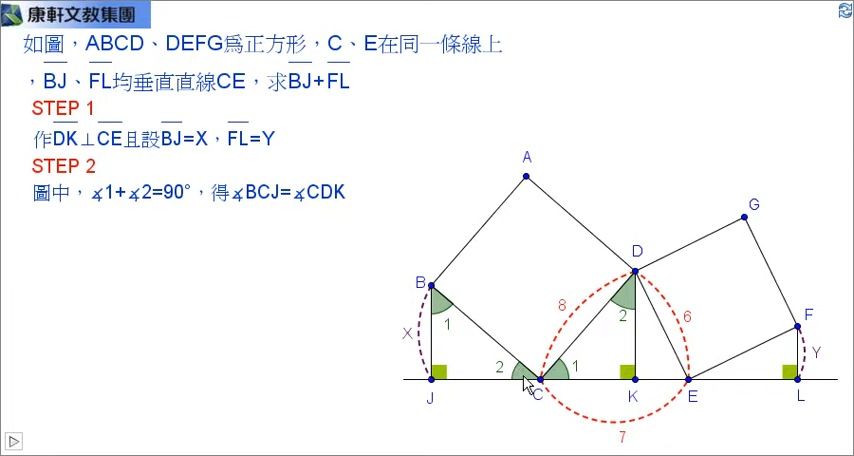 康軒文教集團
如圖，ABCD、DEFG為正方形，C、E在同一條線上
，BJ、FL均垂直直線CE，求BJ+FL
STEP 1
作DK⊥CE且設BJ=X，FL=Y
STEP 2
圖中，∡1+∡2=90°，得∡BCJ=∡CDK
A
G
D
B
8
6
F
1
2
X
Y
2
1
J
C
K
E
L
7